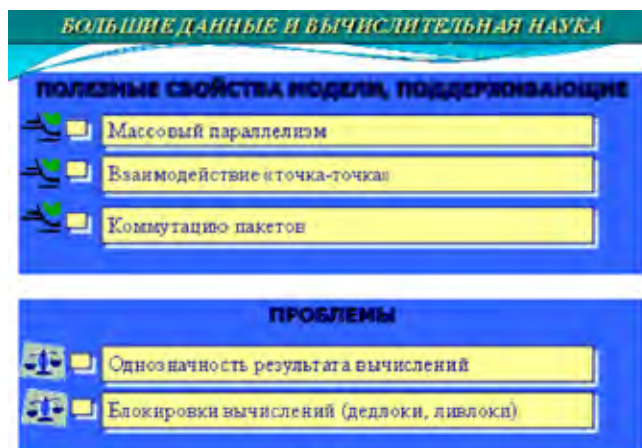 БОЛЬШИЕ ДАННЫЕ И ВЫЧИСЛИТЕЛЬНАЯ НАУКА
ПОЛЕЗНЫЕ СВОЙСТВА МОДЕЛИ, ПОДДЕРЖИВАЮЩИЕ
Массовый параллелизм
Взаимодействие «точка-точка»
Коммутацию пакетов
ПРОБЛЕМЫ
Однозначность результата вычислений
Блокировки вычислений (дедлоки, ливлоки)